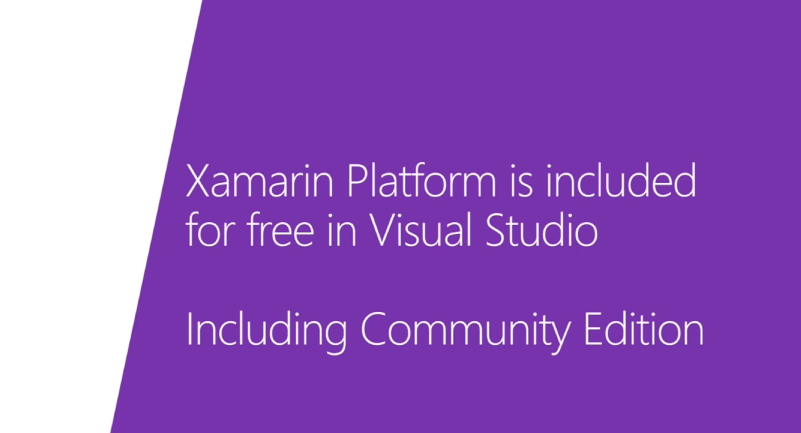 Xamarin Platform is included
for free in Visual Studio
Including Community Edition